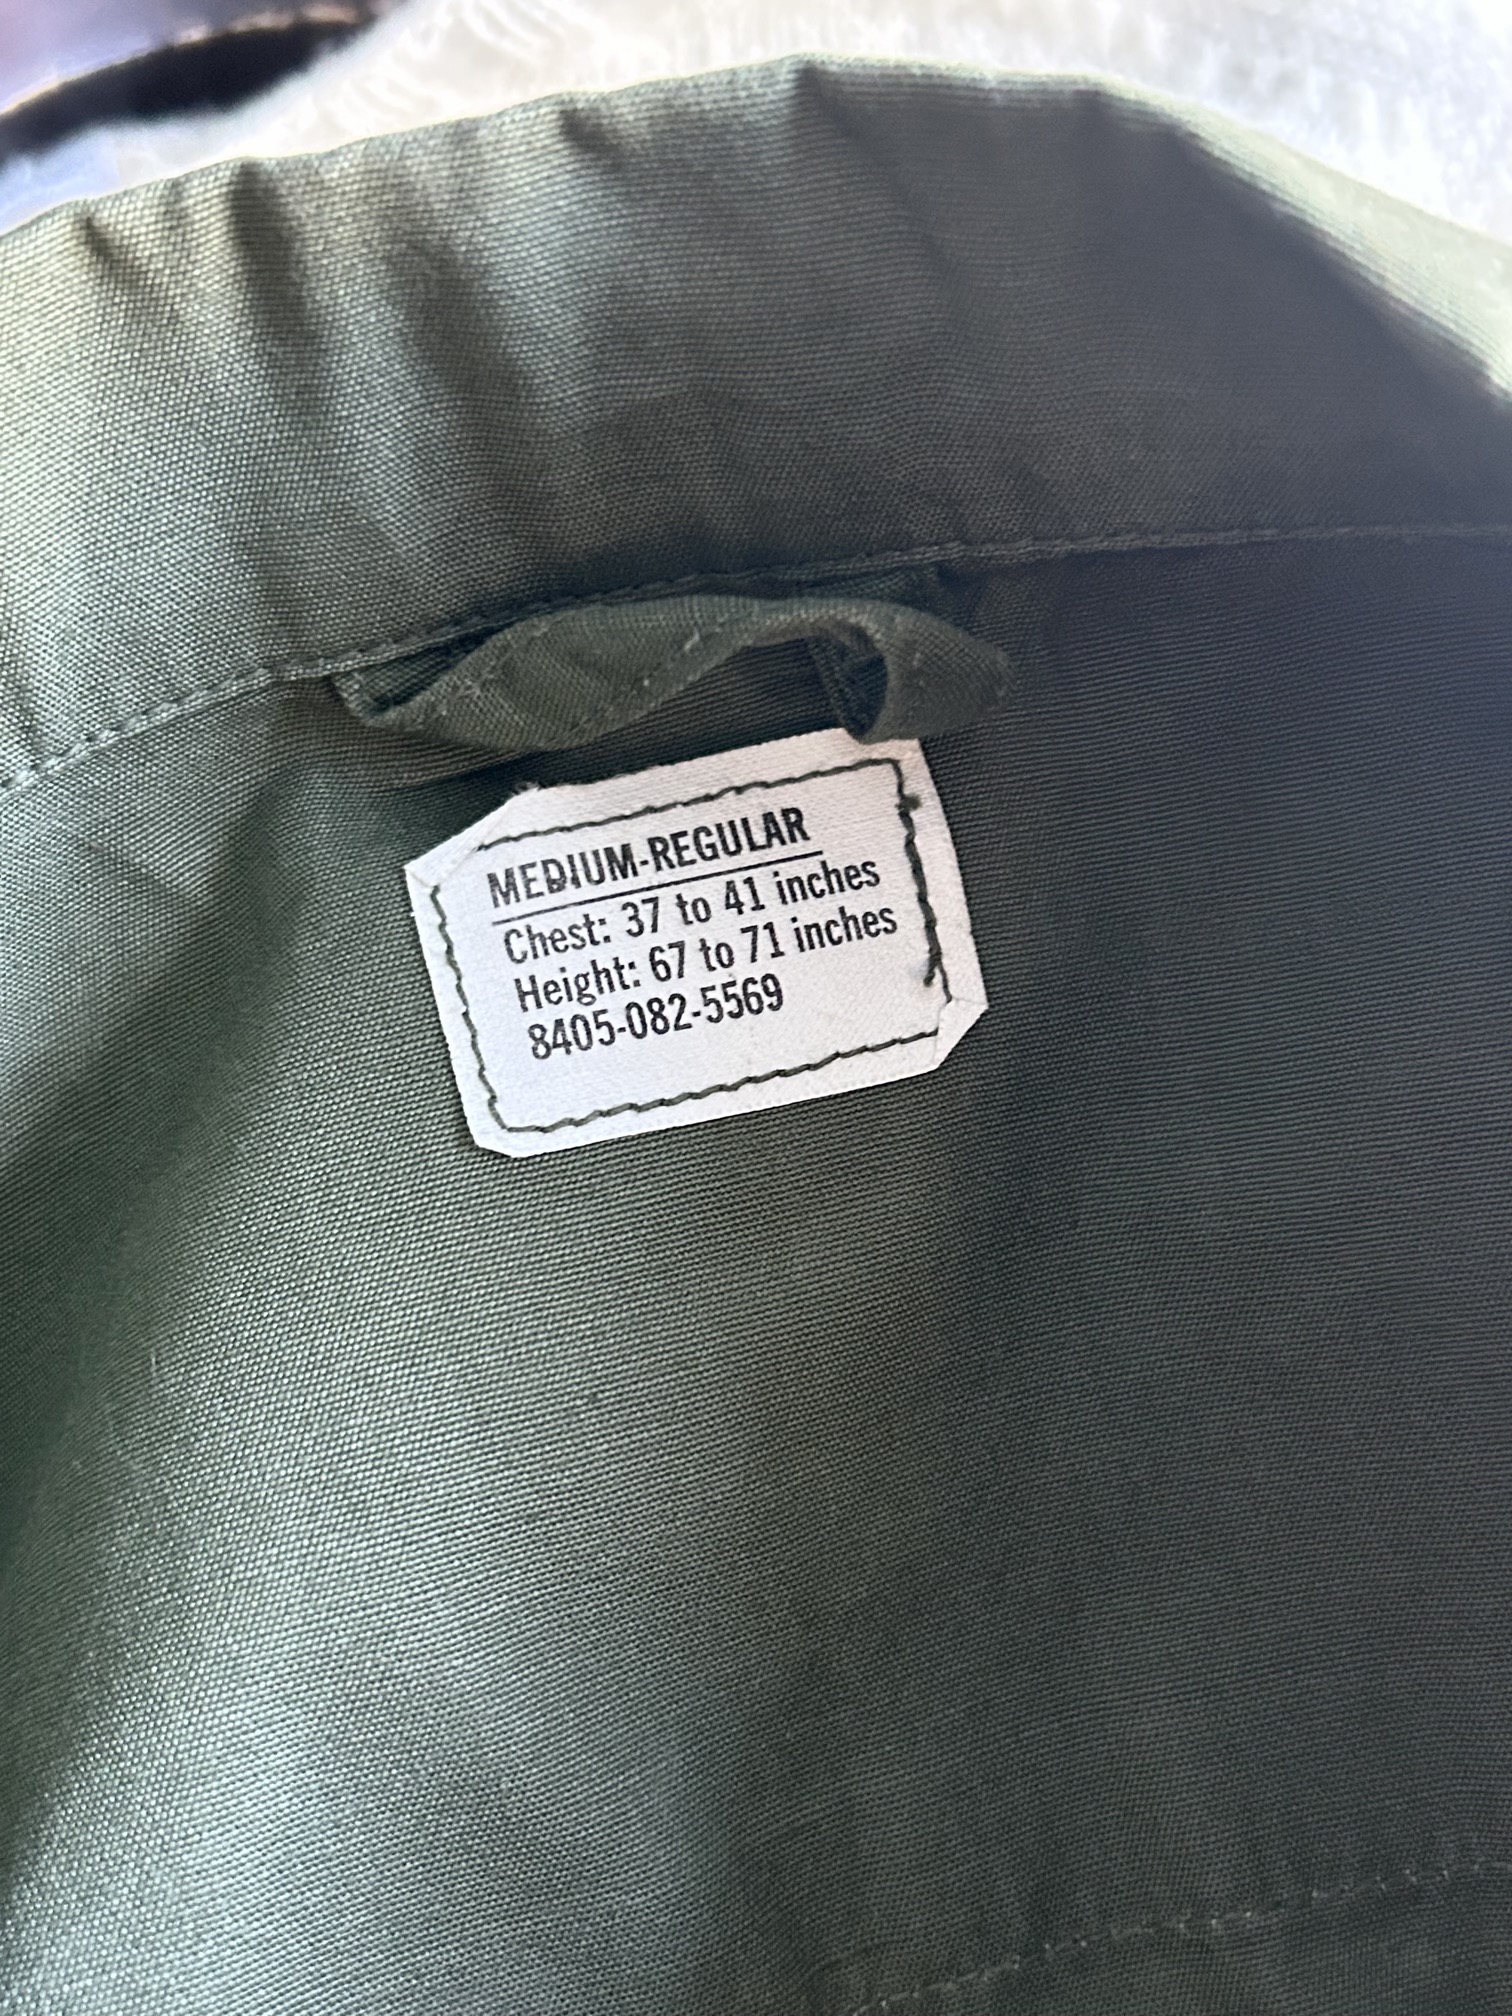 MEDIUM-REGULAR
Chest: 37 to 41 inches
Height: 67 to 71 inches
8405-082-5569